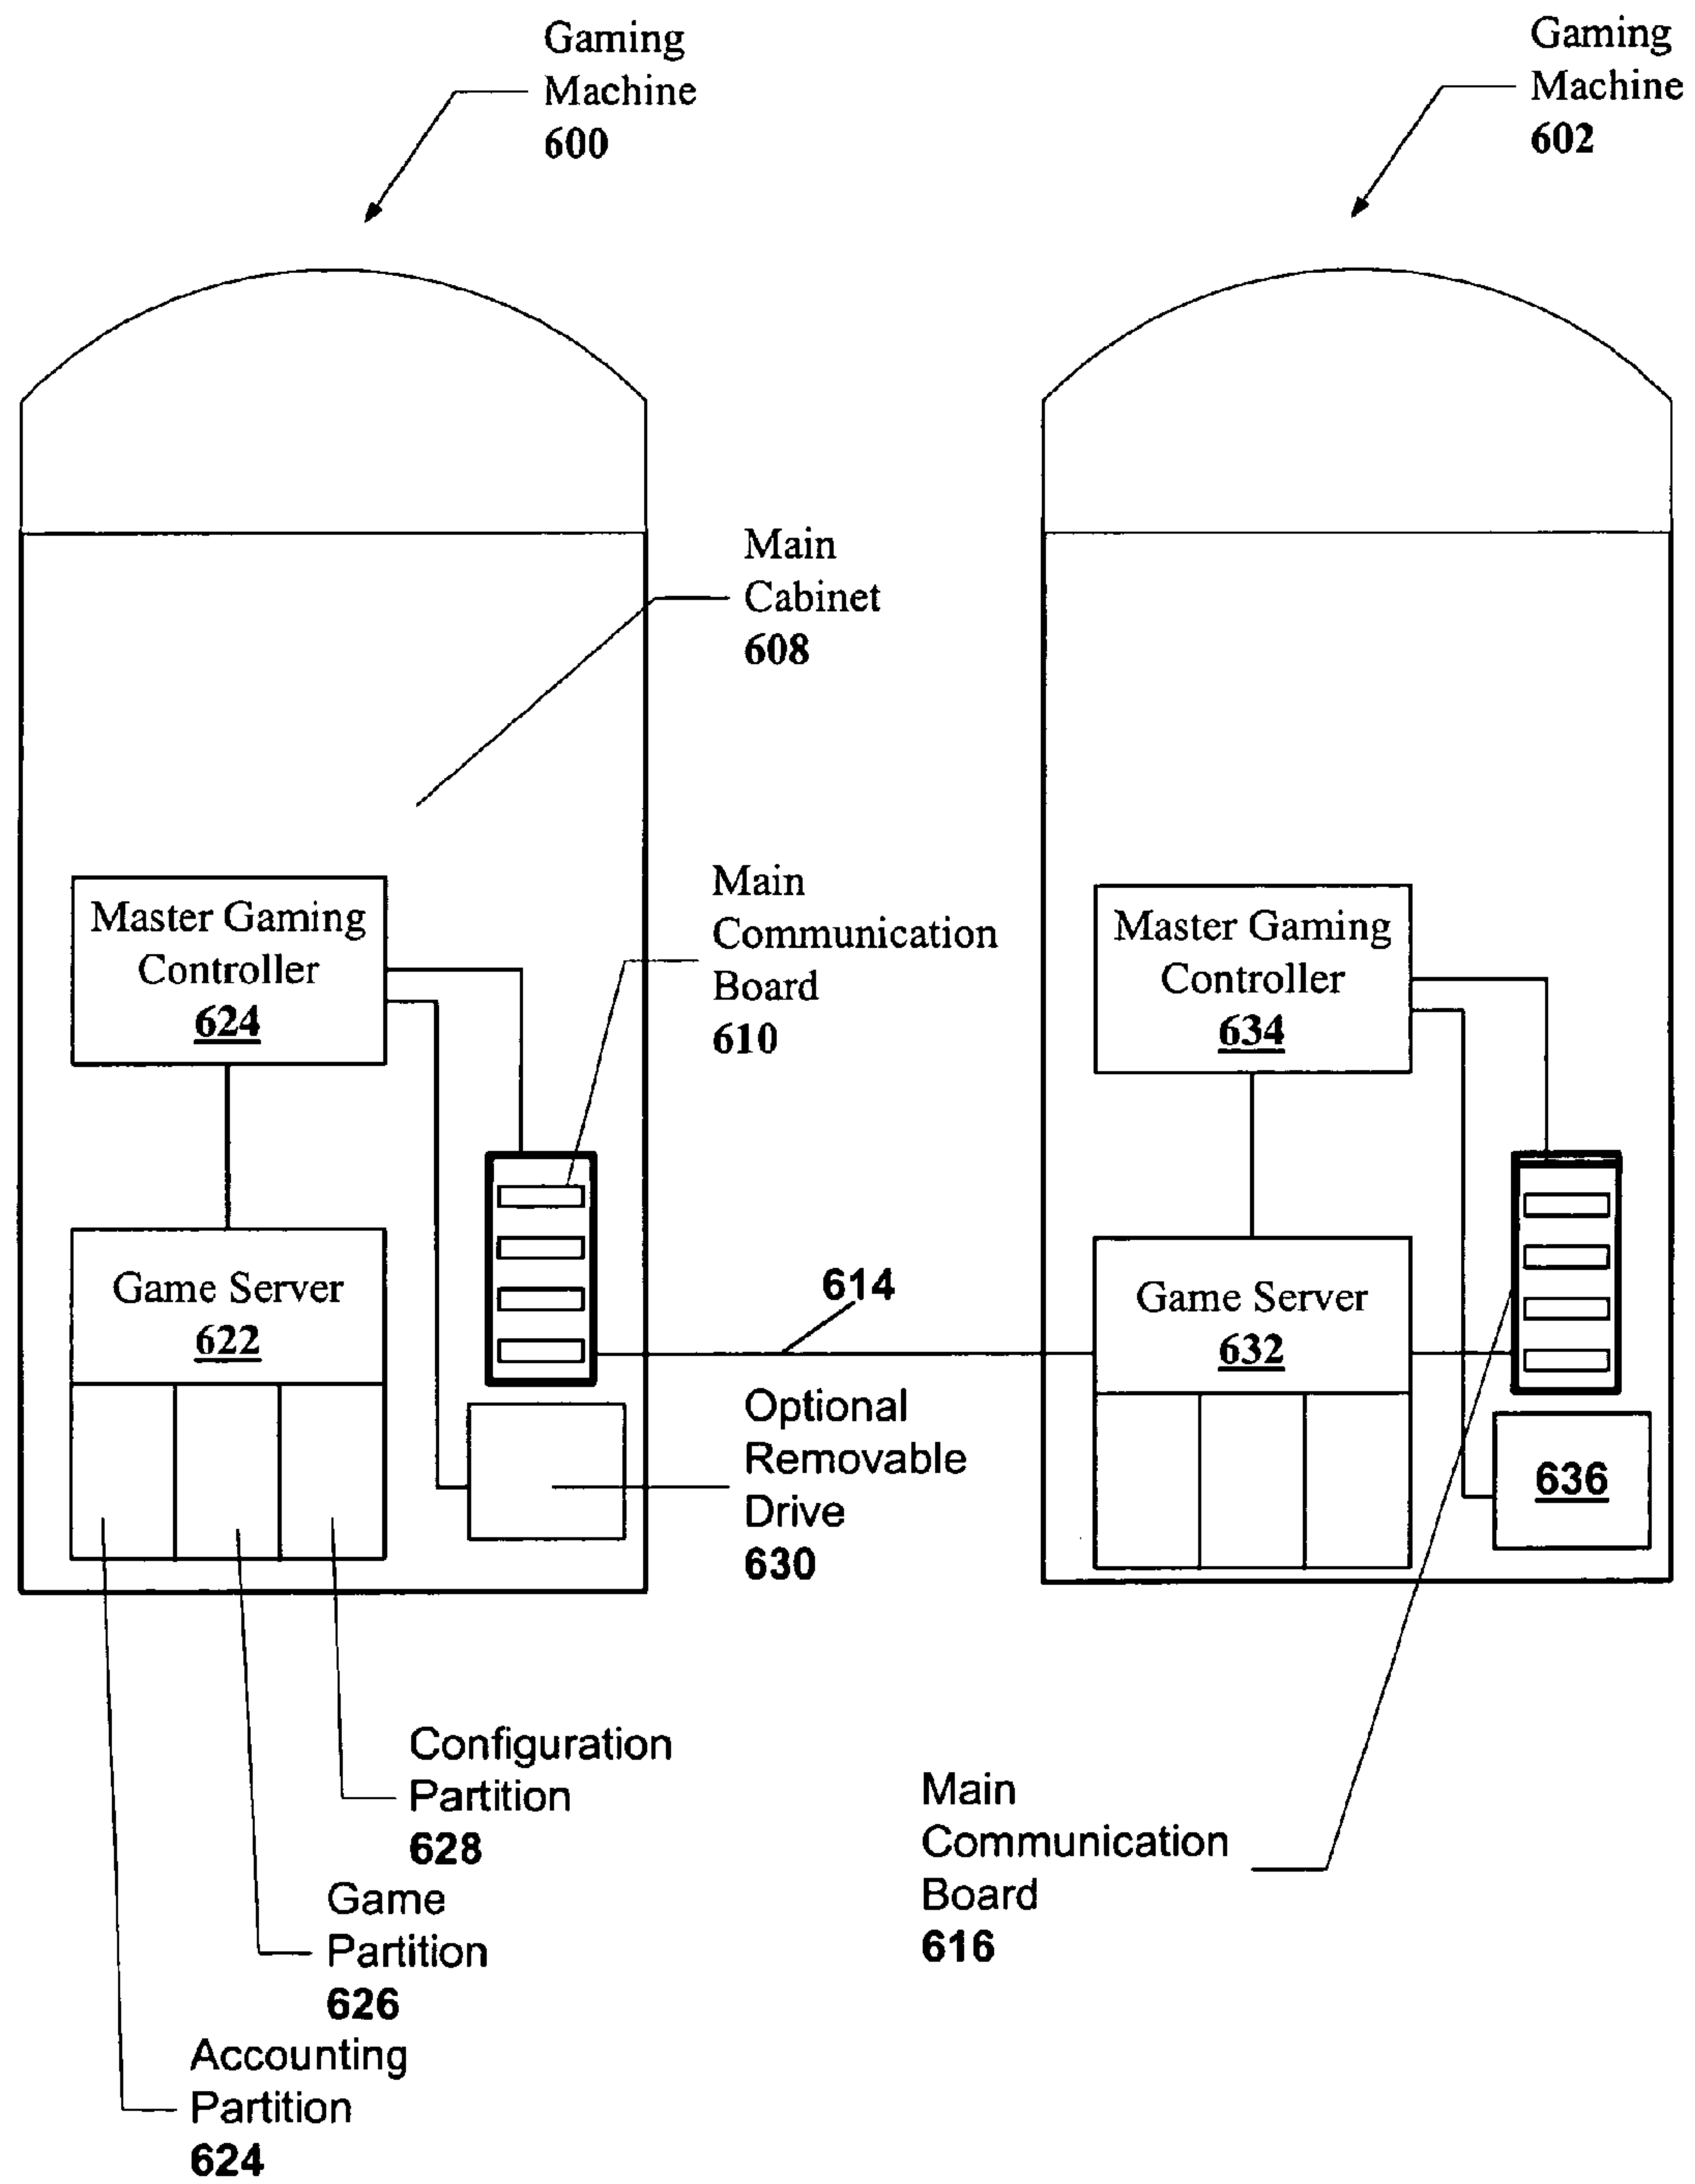 Gaming
Machine
600
Gaming
Machine
602
Main
Cabinet
608
Main
Communication
Board
610
Master Gaming
Controller
624
Master Gaming
Controller
634
Game Server
622
614
Game Server
632
Optional
Removable
Drive
630
636
Configuration
Partition
628
Main
Communication
Board
616
Game
Partition
626
Accounting
Partition
624